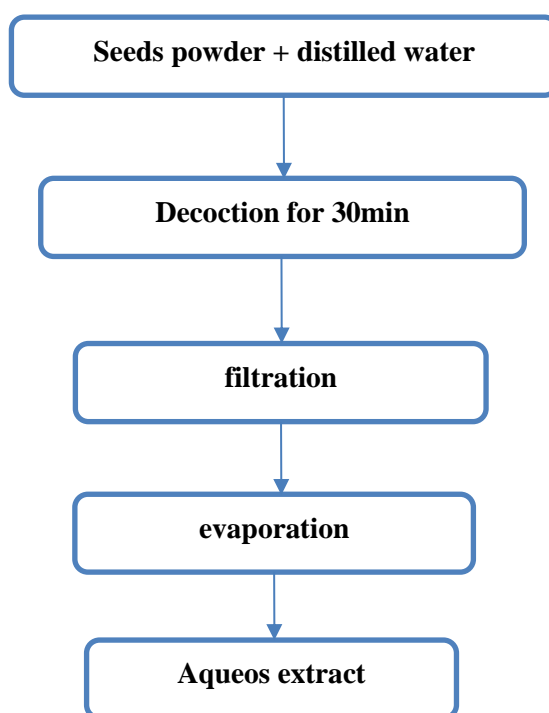 Seeds powder + distilled water
Decoction for 30min
filtration
evaporation
Aqueos extract